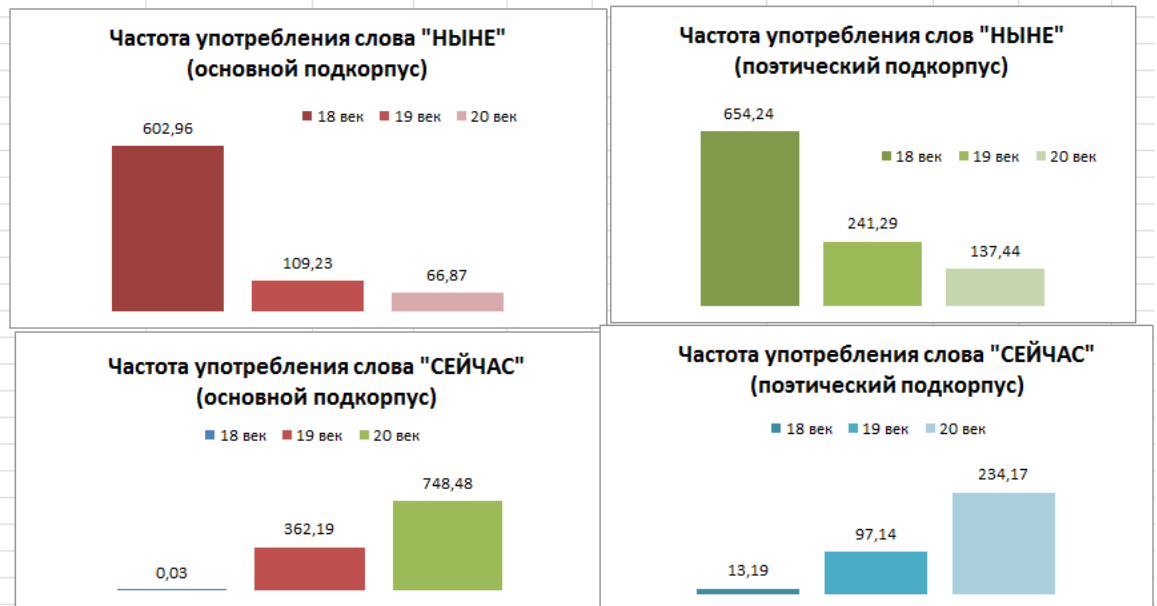 Частота употребления слова "НЫНЕ"
(основной подкорпус)
18 век 19 век 20 век
602,96
109,23
66,87
Частота употребления слов "НЫНЕ"
(поэтический подкорпус)
654,24
18 век 19 век 20 век
241,29
137,44
Частота употребления слова "СЕЙЧАС"
(основной подкорпус)
18 век 19 век 20 век
748,48
362,19
0,03
Частота употребления слова "СЕЙЧАС"
(поэтический подкорпус)
18 век 19 век 20 век
234,17
97,14
13,19